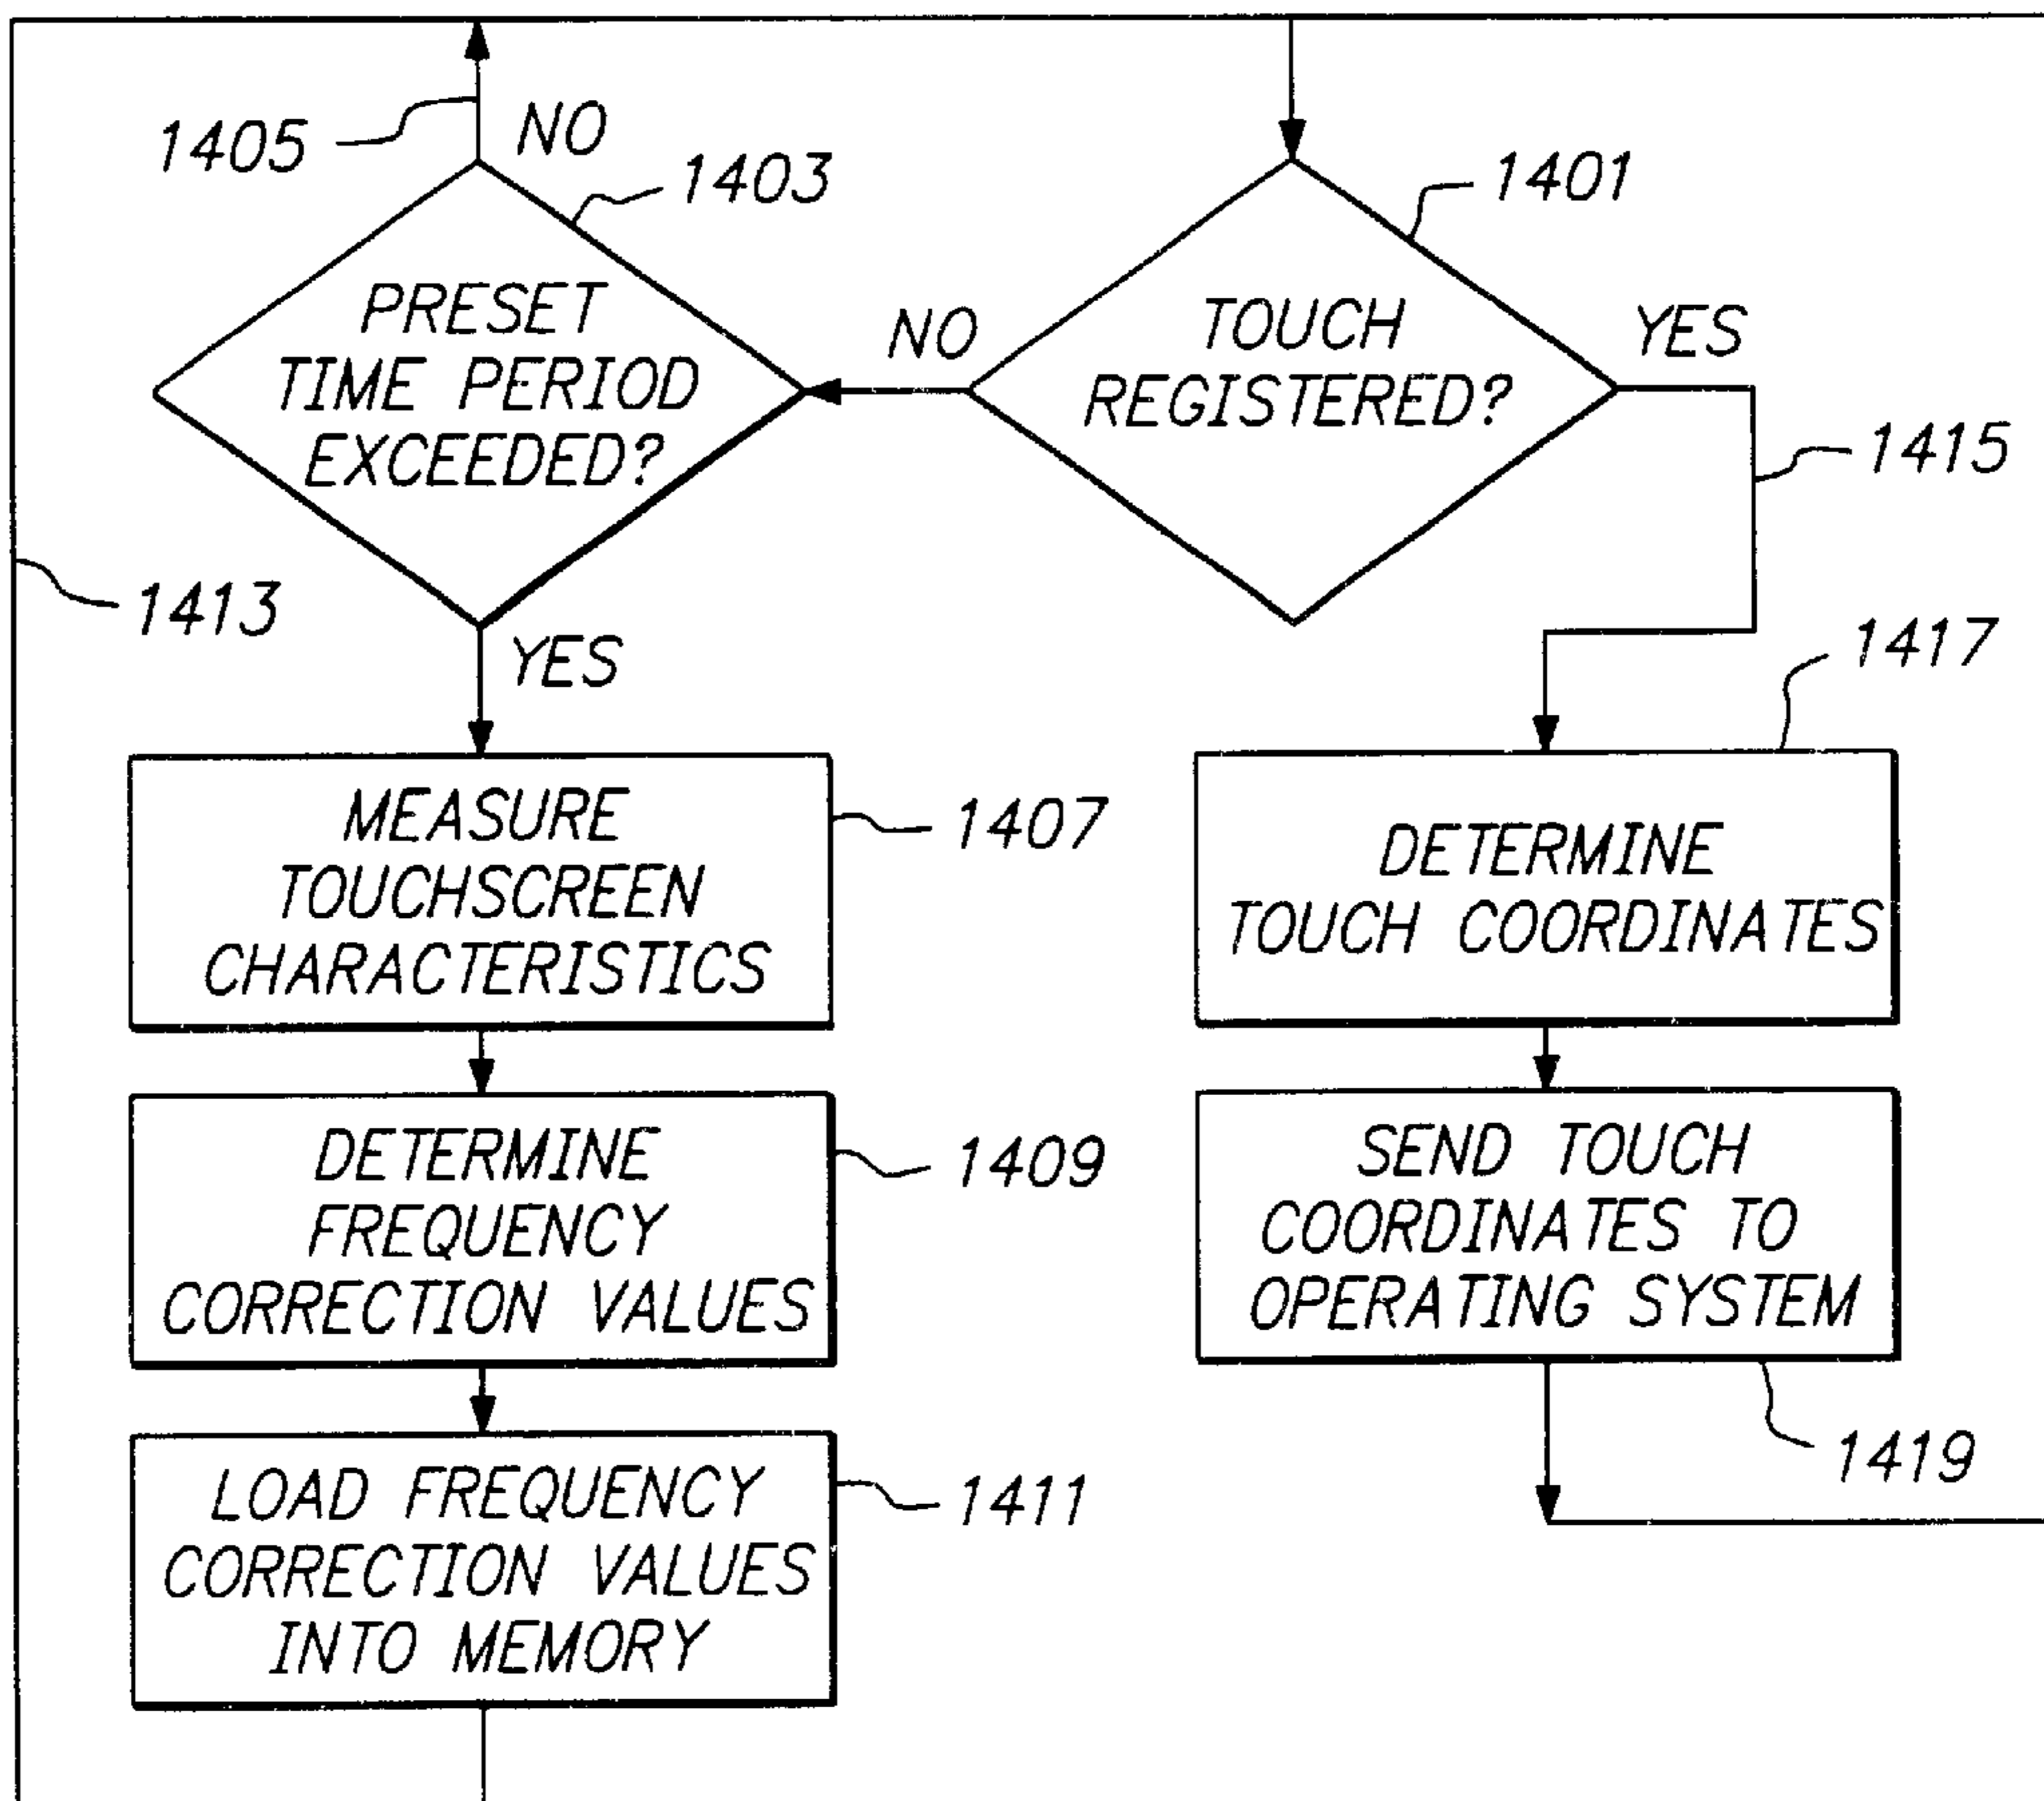 1405
NO
1403
1401
PRESET
TIME PERIOD
EXCEEDED?
NO
TOUCH
REGISTERED?
YES
1415
1413
YES
1417
MEASURE
TOUCHSCREEN
CHARACTERISTICS
1407
DETERMINE
TOUCH COORDINATES
DETERMINE
FREQUENCY
CORRECTION VALUES
1409
SEND TOUCH
COORDINATES TO
OPERATING SYSTEM
1419
LOAD FREQUENCY
CORRECTION VALUES
INTO MEMORY
1411